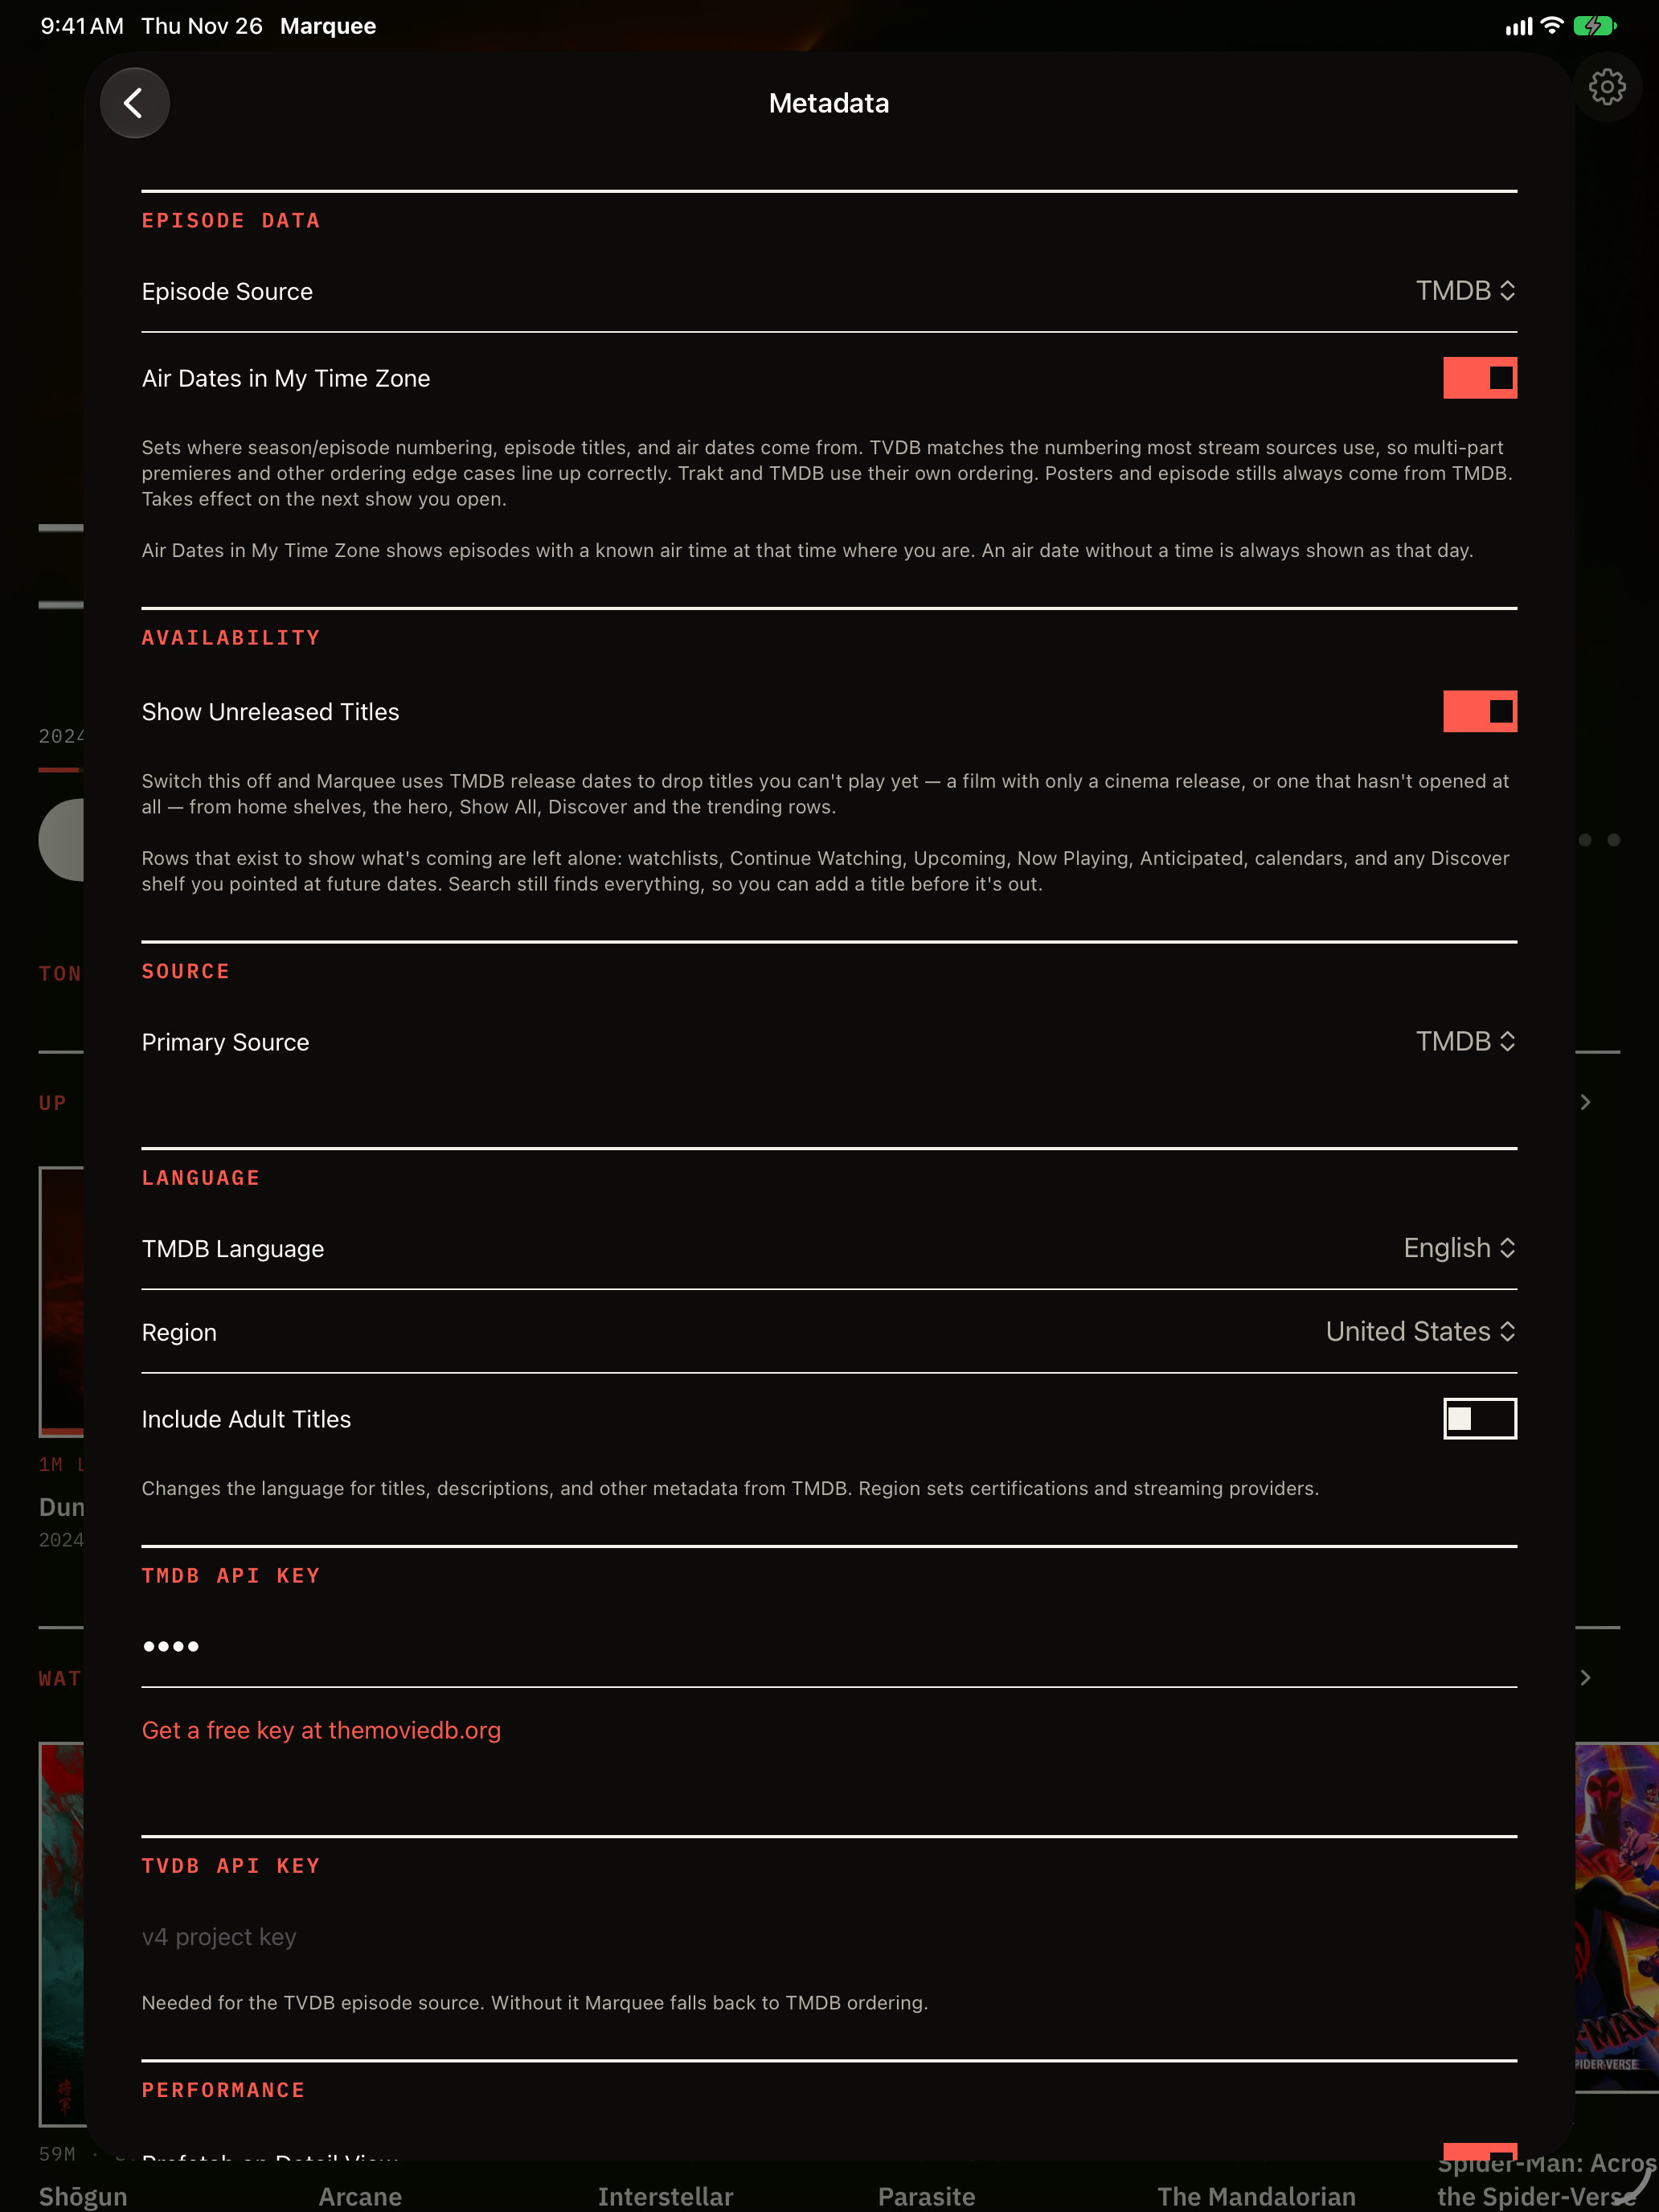 9:41 AM Thu Nov 26 Marquee
Metadata
EPISODE DATA
Episode Source
TMDB
Air Dates in My Time Zone
Sets where season/episode numbering, episode titles, and air dates come from. TVDB matches the numbering most stream sources use, so multi-part
premieres and other ordering edge cases line up correctly. Trakt and TMDB use their own ordering. Posters and episode stills always come from TMDB.
Takes effect on the next show you open.
Air Dates in My Time Zone shows episodes with a known air time at that time where you are. An air date without a time is always shown as that day.
AVAILABILITY
Show Unreleased Titles
2024
Switch this off and Marquee uses TMDB release dates to drop titles you can't play yet — a film with only a cinema release, or one that hasn't opened at
all — from home shelves, the hero, Show All, Discover and the trending rows.
Rows that exist to show what's coming are left alone: watchlists, Continue Watching, Upcoming, Now Playing, Anticipated, calendars, and any Discover
shelf you pointed at future dates. Search still finds everything, so you can add a title before it's out.
SOURCE
TON
Primary Source
TMDB
UP
LANGUAGE
TMDB Language
English
Region
United States
Include Adult Titles
1M L
Changes the language for titles, descriptions, and other metadata from TMDB. Region sets certifications and streaming providers.
Dun
2024
TMDB API KEY
••••
WAT
Get a free key at themoviedb.org
TVDB API KEY
v4 project key
Needed for the TVDB episode source. Without it Marquee falls back to TMDB ordering.
PERFORMANCE
Prefetch on Detail View
59M ·
将軍
-MAN
SPIDER-VERSE
Shōgun
Arcane
Interstellar
Parasite
The Mandalorian
Spider-Man: Acros
the Spider-Verse